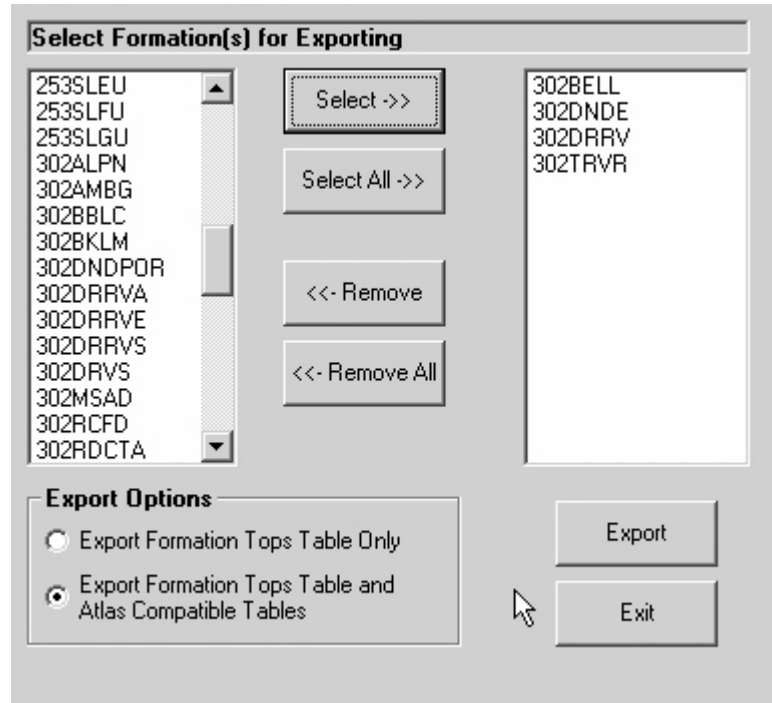 Select Formation(s) for Exporting
253SLEU
253SLFU
253SLGU
302ALPN
302AMBG
302BBLC
302BKLM
302DNDPOR
302DRRVA
302DRRVE
302DRRVS
302DRVS
302MSAD
302RCFD
302RDCTA
Select ->>
Select All ->>
<<- Remove
<<- Remove All
302BELL
302DNDE
302DRRV
302TRVR
Export Options
Export Formation Tops Table Only
Export Formation Tops Table and
Atlas Compatible Tables
Export
Exit